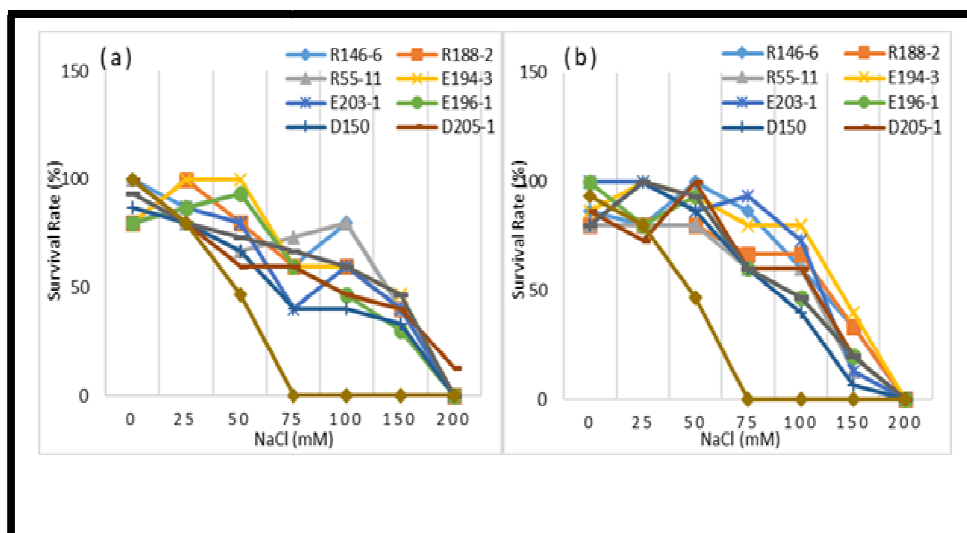 (a)
R146-6 R188-2
R55-11 E194-3
E203-1 E196-1
D150 D205-1
150
100
50
0
Survival Rate (%)
0 25 50 75 100 150 200
NaCl (mM)
(b)
R146-6 R188-2
R55-11 E194-3
E203-1 E196-1
D150 D205-1
150
100
50
0
Survival Rate (%)
0 25 50 75 100 150 200
NaCl (mM)